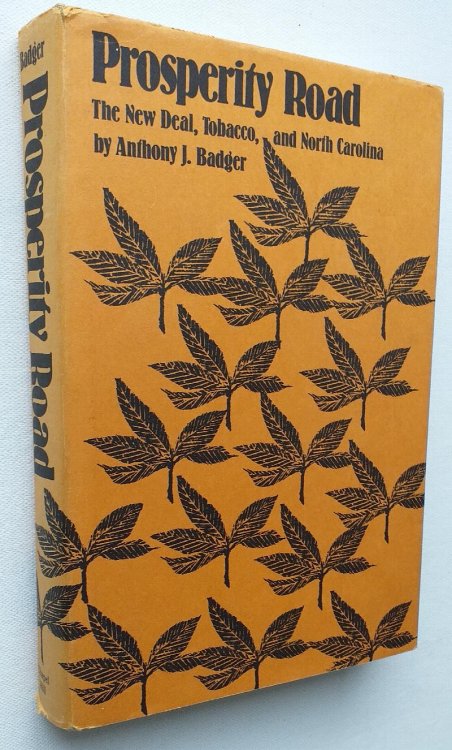 Prosperity Road
The New Deal, Tobacco, and North Carolina
by Anthony J. Badger
Badger
Prosperity Road